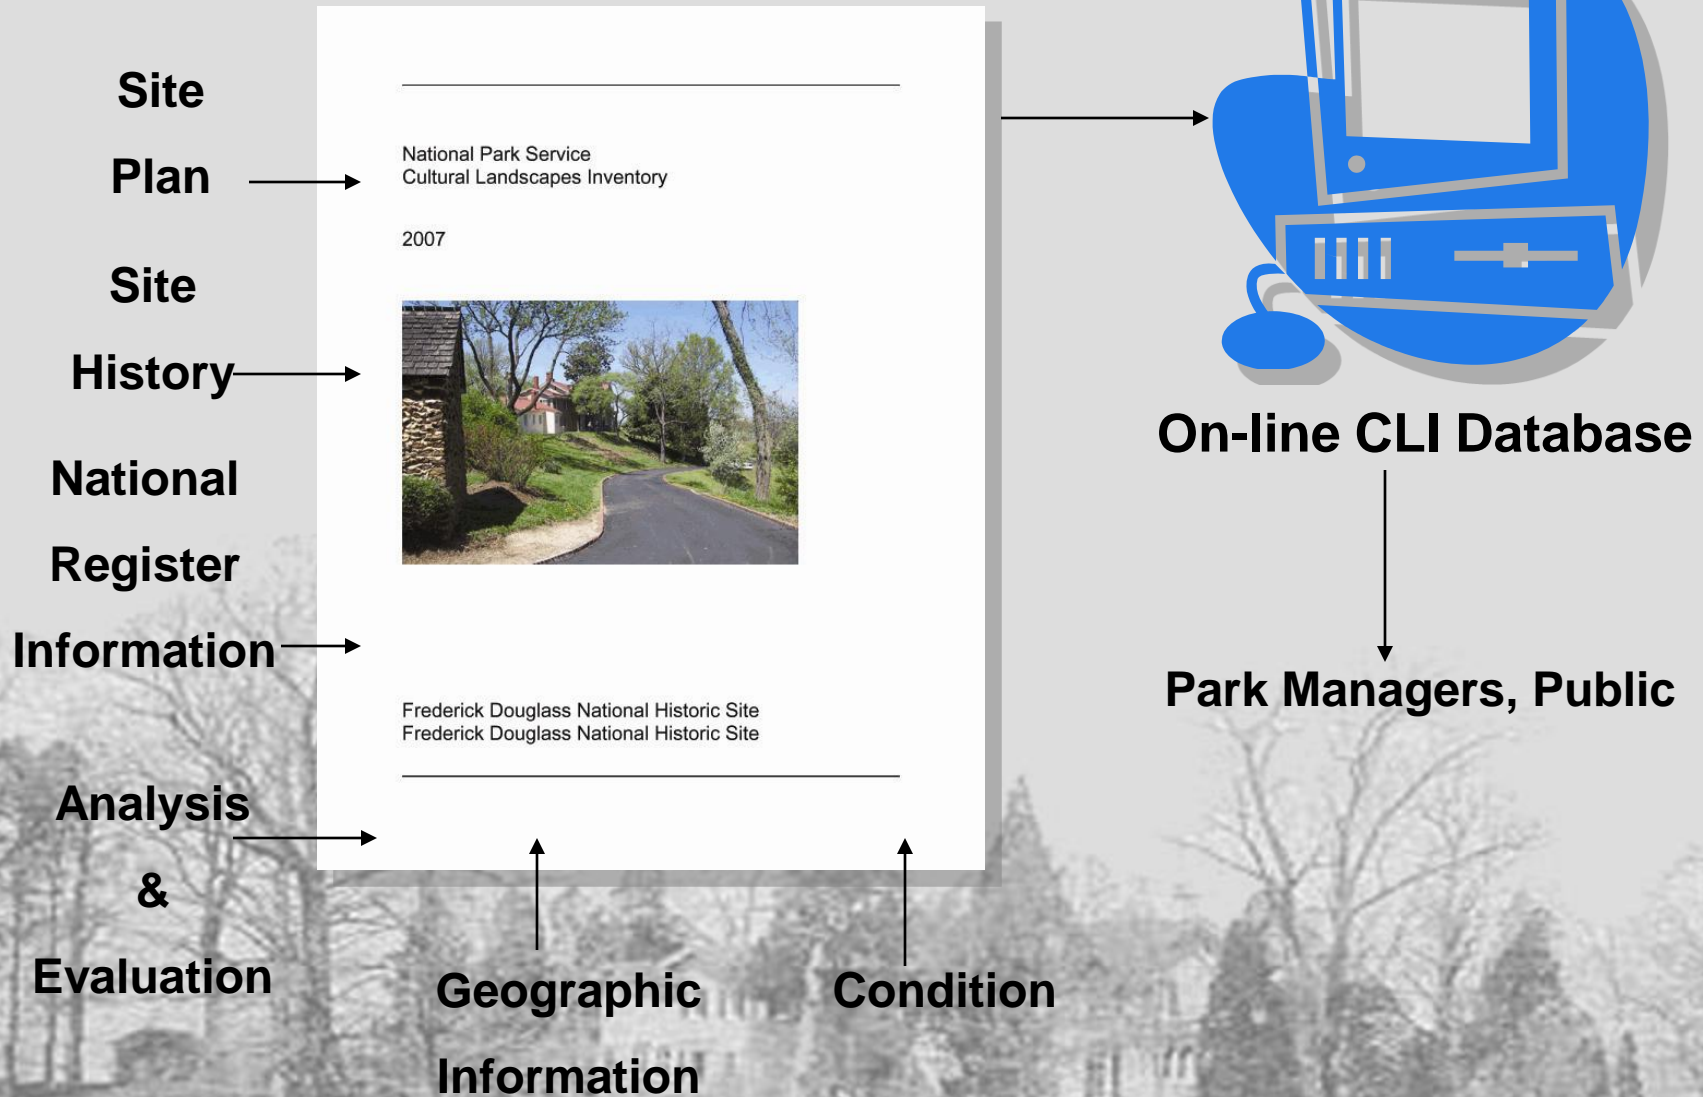 Site
Plan
Site
History
National
Register
Information
Analysis
&
Evaluation
National Park Service
Cultural Landscapes Inventory
2007
Frederick Douglass National Historic Site
Frederick Douglass National Historic Site
Geographic
Information
Condition
On-line CLI Database
Park Managers, Public